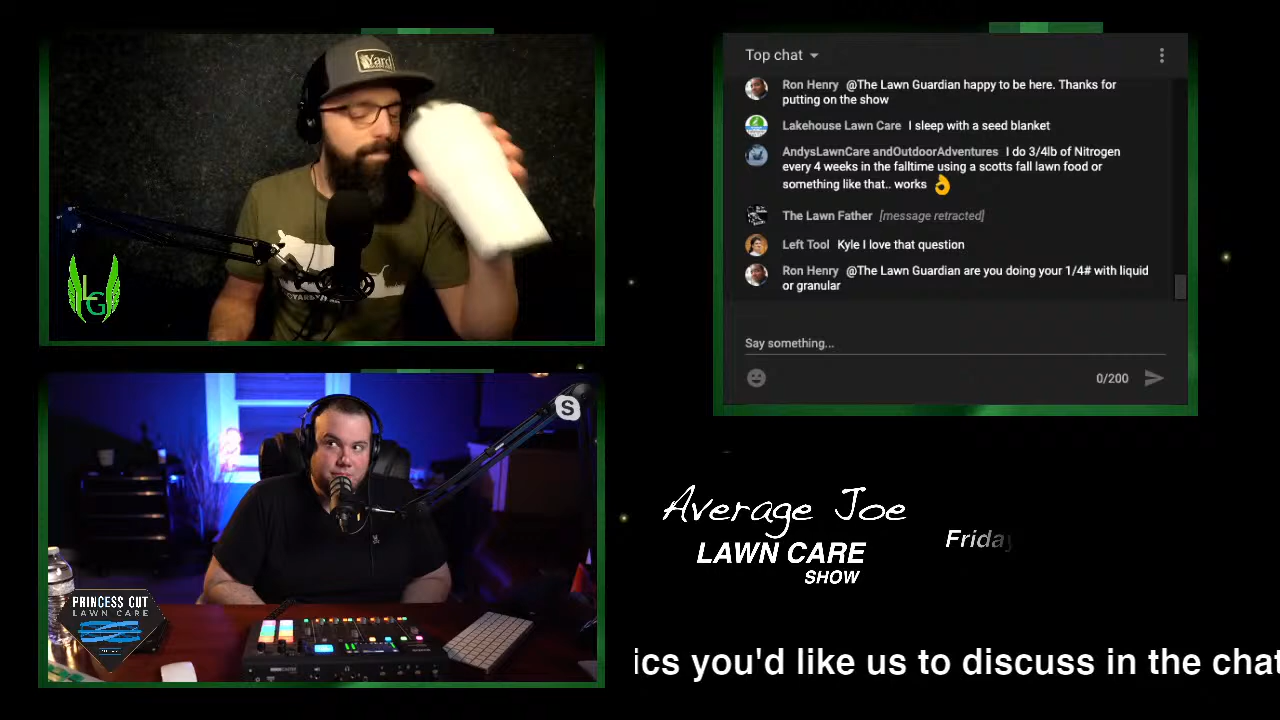 Yard
LG
Top chat
Ron Henry @The Lawn Guardian happy to be here. Thanks for
putting on the show
Lakehouse Lawn Care I sleep with a seed blanket
AndysLawnCare andOutdoorAdventures I do 3/4lb of Nitrogen
every 4 weeks in the falltime using a scotts fall lawn food or
something like that.. works 👌
The Lawn Father [message retracted]
Left Tool Kyle I love that question
Ron Henry @The Lawn Guardian are you doing your 1/4# with liquid
or granular
Say something...
0/200
S
PRINCESS CUT
LAWN CARE
Average Joe
LAWN CARE
SHOW
Friday
ics you'd like us to discuss in the chat